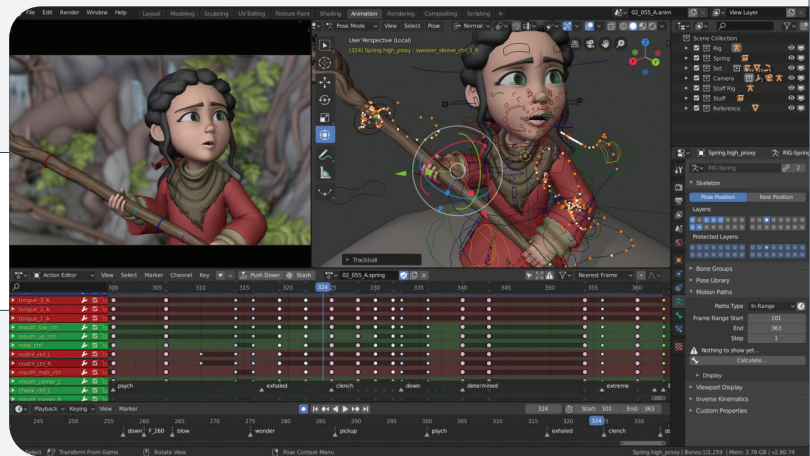 File Edit Render Window Help Layout Modeling Sculpting UV Editing Texture Paint Shading Animation Rendering Compositing Scripting + 02_055_A.anim View Layer
Pose Mode View Select Pose Normal
User Perspective (Local)
(324) Spring.high_proxy : sweater_sleeve_ctrl_1_R
Trackball
Scene Collection
Rig
Spring
Set
Camera
Staff Rig
Staff
Reference
Spring.high_proxy RIG-Spring
RIG-Spring 2
Skeleton
Pose Position Rest Position
Layers:
Protected Layers:
Bone Groups
Pose Library
Motion Paths
Paths Type In Range
Frame Range Start 101
End 363
Step 1
Nothing to show yet...
Calculate...
Display
Viewport Display
Inverse Kinematics
Custom Properties
Action Editor View Select Marker Channel Key Push Down Stash 02_055_A.spring Nearest Frame
300 305 310 315 320 324 330 335 340 345 350 355 360
tongue_3_ik
tongue_2_ik
tongue_1_ik
mouth_low_ctrl
mouth_up_ctrl
nose_ctrl
nostril_ctrl_L
nostril_ctrl_R
mouth_mstr_ctrl
mouth_corner_L
cheek_ctrl_L
mouth_corner_R
psych exhaled clench down determined extreme
Playback Keying View Marker 324 Start 101 End 363
245 250 255 260 265 270 275 280 285 290 295 300 305 310 315 320 324 330
down F_260 blow wonder pickup psych exhaled clench
Select Transform From Gizmo Rotate View Pose Context Menu Spring.high_proxy | Bones:1/2,259 | Mem: 3.78 GB | v2.80.74